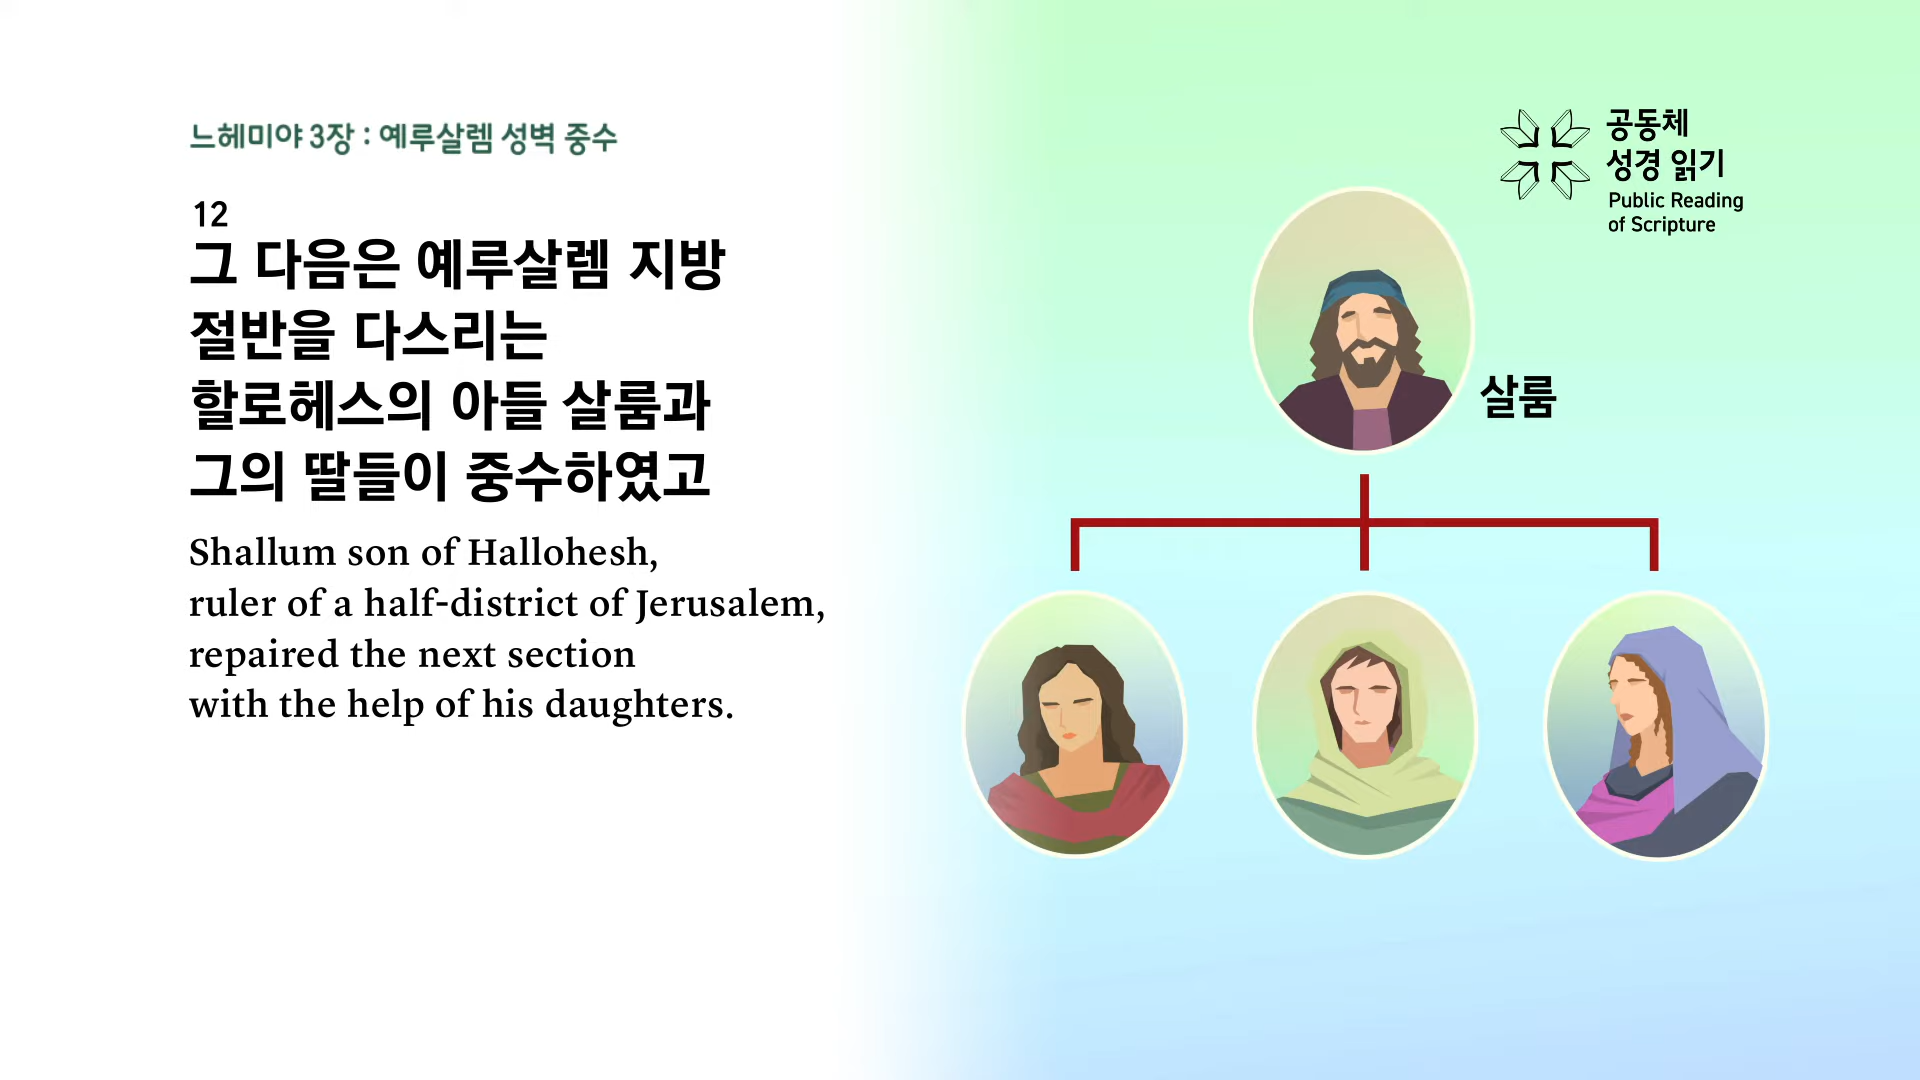 느헤미야 3장 : 예루살렘 성벽 중수
12
그 다음은 예루살렘 지방
절반을 다스리는
할로헤스의 아들 살룸과
그의 딸들이 중수하였고
Shallum son of Hallohesh,
ruler of a half-district of Jerusalem,
repaired the next section
with the help of his daughters.
공동체
성경 읽기
Public Reading
of Scripture
살룸